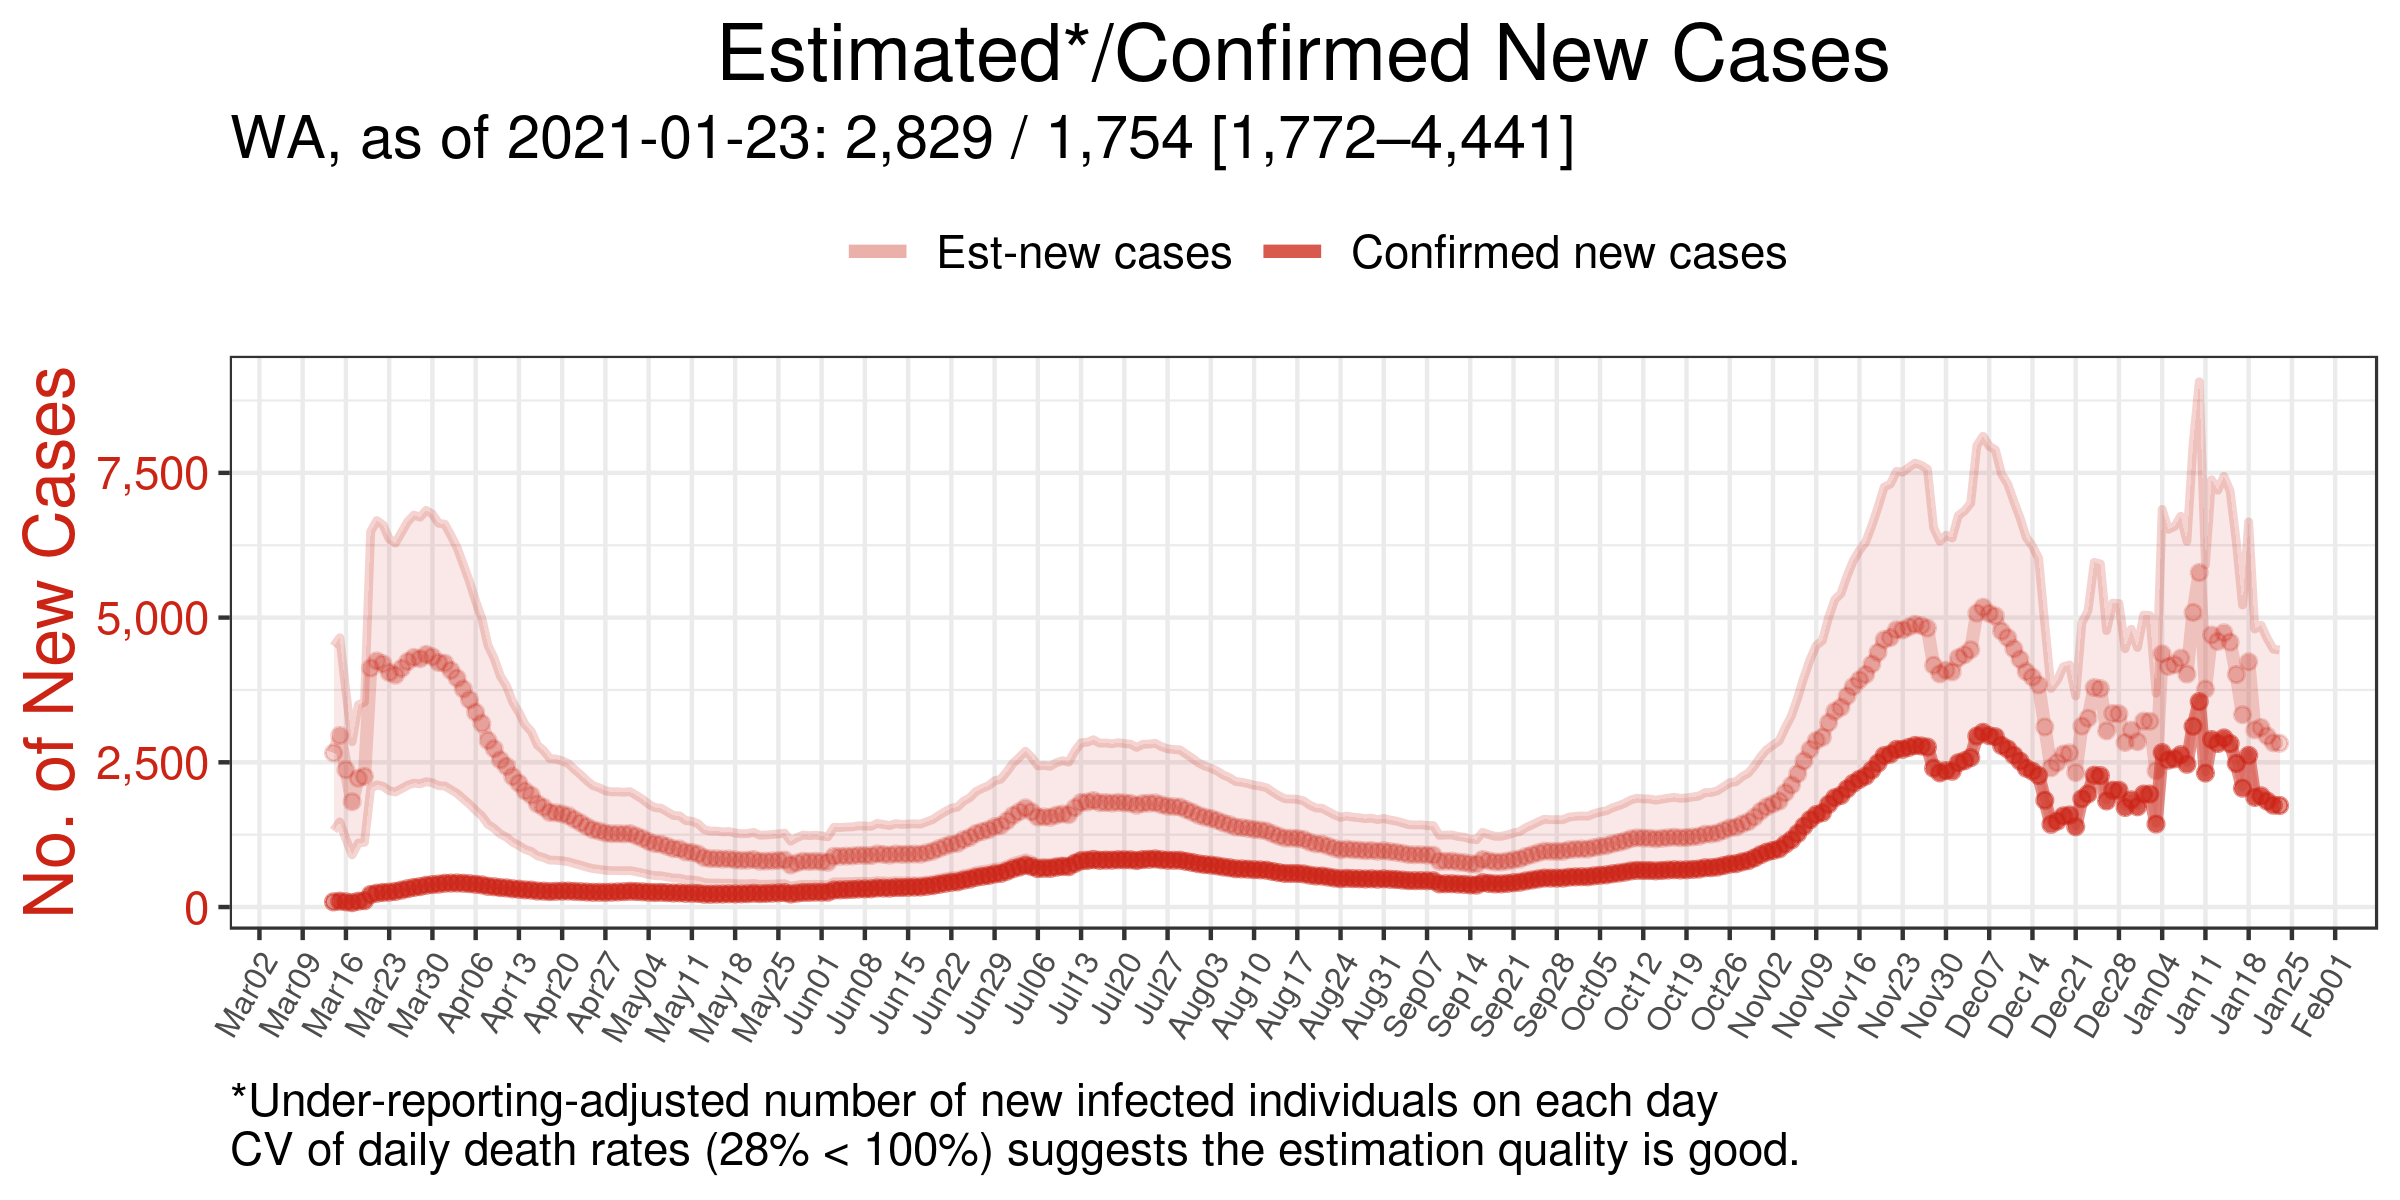 Estimated*/Confirmed New Cases
WA, as of 2021-01-23: 2,829 / 1,754 [1,772–4,441]
Est-new cases
Confirmed new cases
No. of New Cases
7,500
5,000
2,500
0
Mar02
Mar09
Mar16
Mar23
Mar30
Apr06
Apr13
Apr20
Apr27
May04
May11
May18
May25
Jun01
Jun08
Jun15
Jun22
Jun29
Jul06
Jul13
Jul20
Jul27
Aug03
Aug10
Aug17
Aug24
Aug31
Sep07
Sep14
Sep21
Sep28
Oct05
Oct12
Oct19
Oct26
Nov02
Nov09
Nov16
Nov23
Nov30
Dec07
Dec14
Dec21
Dec28
Jan04
Jan11
Jan18
Jan25
Feb01
*Under-reporting-adjusted number of new infected individuals on each day
CV of daily death rates (28% < 100%) suggests the estimation quality is good.